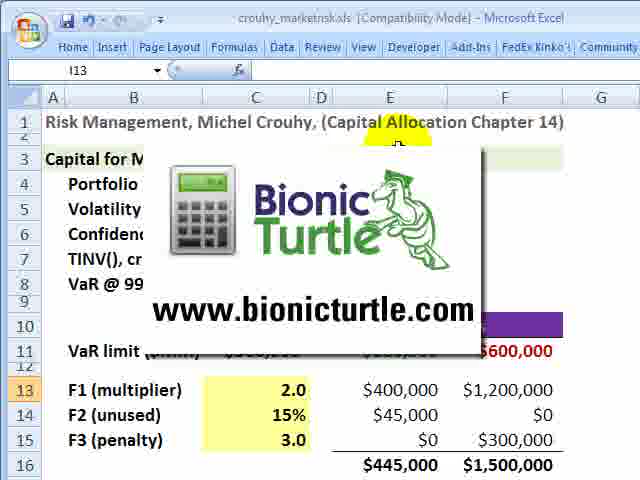 crouhy_marketrisk.xls [Compatibility Mode] - Microsoft Excel
Home Insert Page Layout Formulas Data Review View Developer Add-Ins FedEx Kinko's Community
I13 fx
A B C D E F G
1 Risk Management, Michel Crouhy, (Capital Allocation Chapter 14)
2
3 Capital for M
4 Portfolio
5 Volatility
6 Confidenc
7 TINV(), cr
8 VaR @ 99
9
Bionic
Turtle
www.bionicturtle.com
10
11 VaR limit $600,000
12
13 F1 (multiplier) 2.0 $400,000 $1,200,000
14 F2 (unused) 15% $45,000 $0
15 F3 (penalty) 3.0 $0 $300,000
16 $445,000 $1,500,000